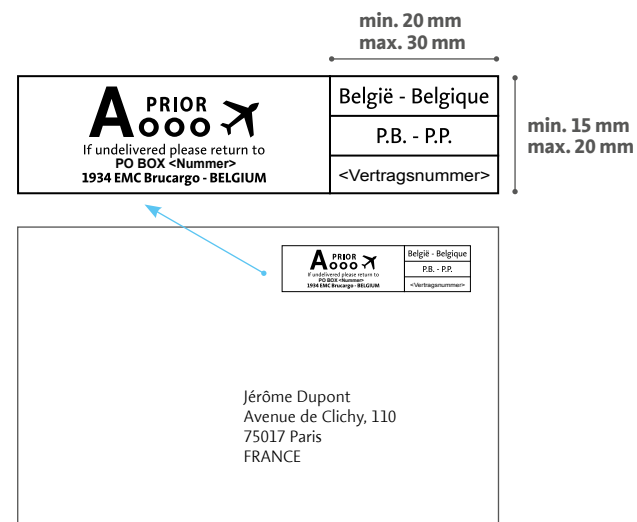 min. 20 mm
max. 30 mm
A PRIOR
België - Belgique
P.B. - P.P.
<Vertragsnummer>
If undelivered please return to
PO BOX <Nummer>
1934 EMC Brucargo - BELGIUM
min. 15 mm
max. 20 mm
A PRIOR
If undelivered please return to
PO BOX <Nummer>
1934 EMC Brucargo - BELGIUM
België - Belgique
P.B. - P.P.
<Vertragsnummer>
Jérôme Dupont
Avenue de Clichy, 110
75017 Paris
FRANCE